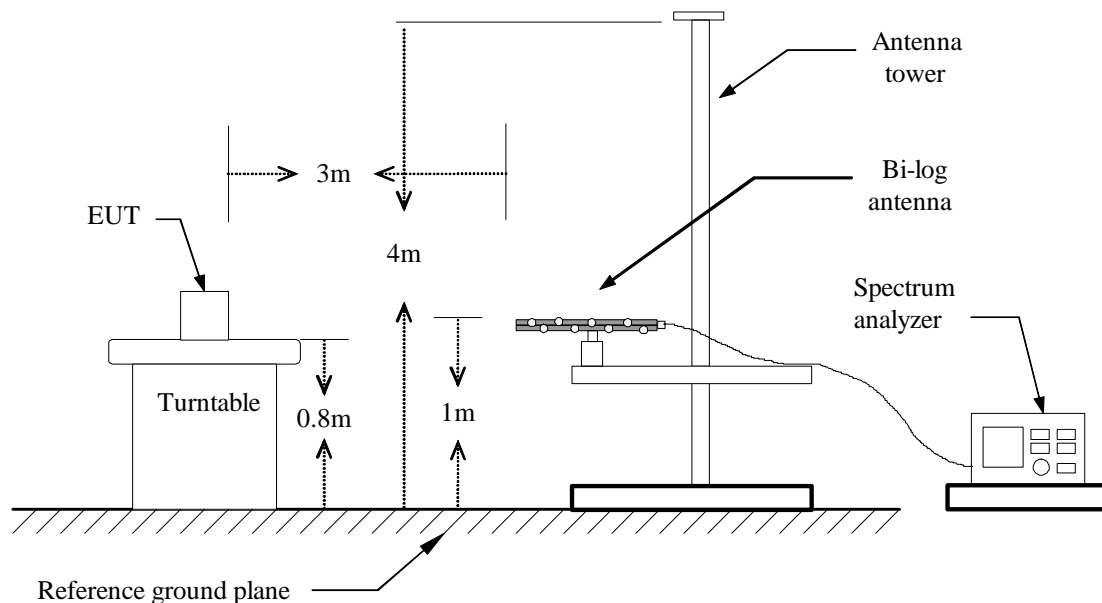 Antenna
tower
3m
Bi-log
antenna
EUT
4m
Spectrum
analyzer
Turntable
0.8m
1m
Reference ground plane